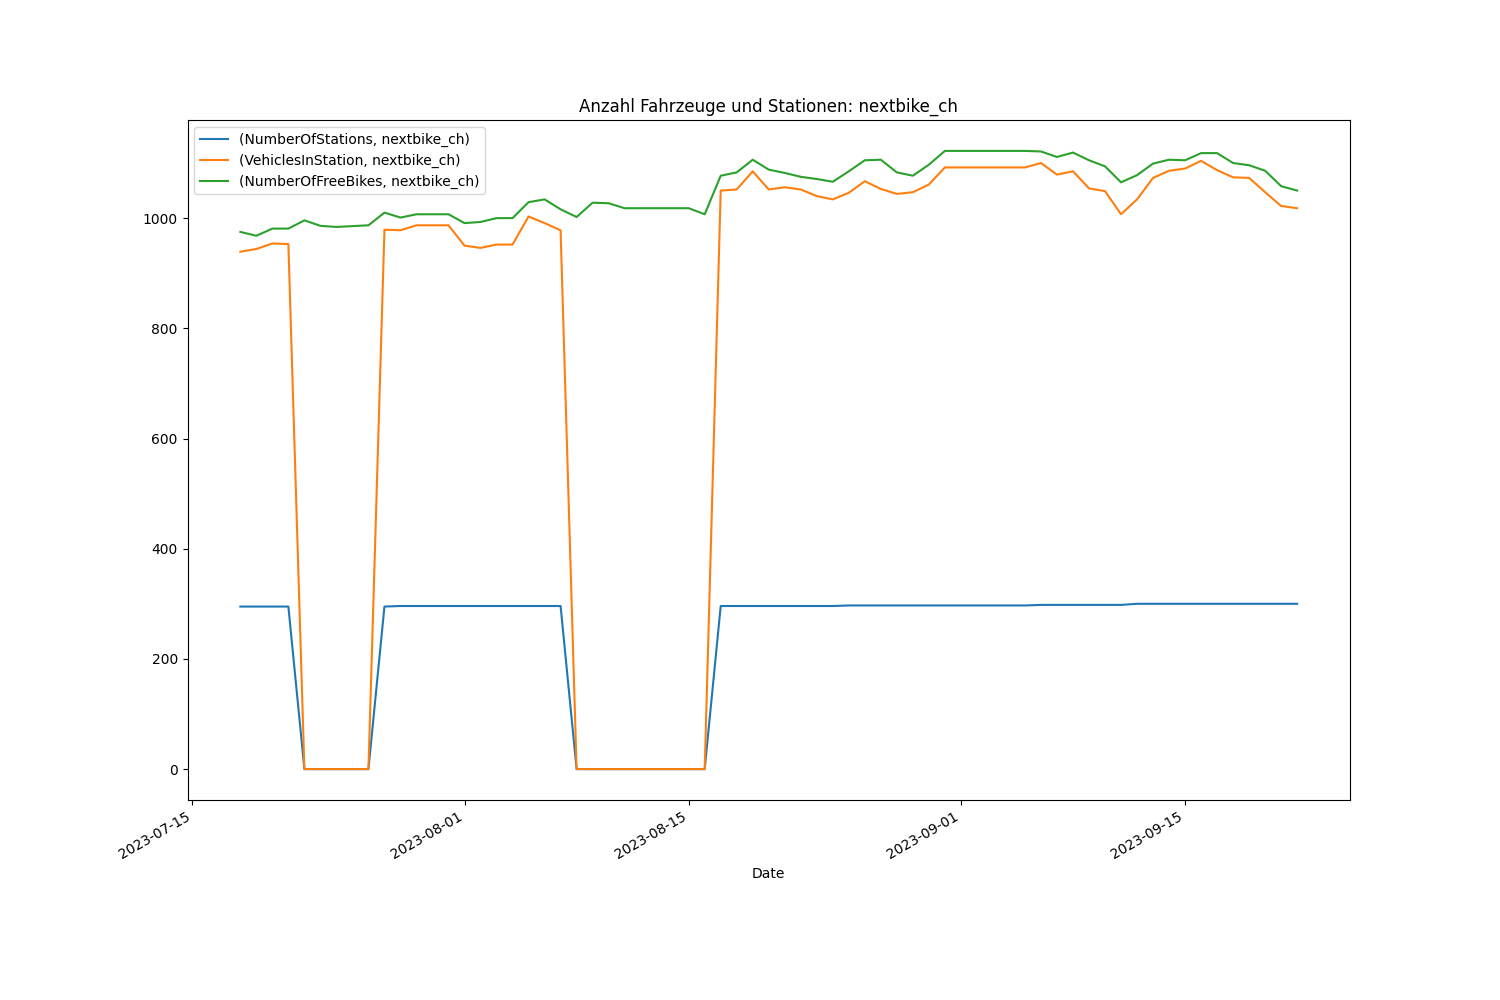 Anzahl Fahrzeuge und Stationen: nextbike_ch
(NumberOfStations, nextbike_ch)
(VehiclesInStation, nextbike_ch)
(NumberOfFreeBikes, nextbike_ch)
1000
800
600
400
200
0
2023-07-15
2023-08-01
2023-08-15
2023-09-01
2023-09-15
Date